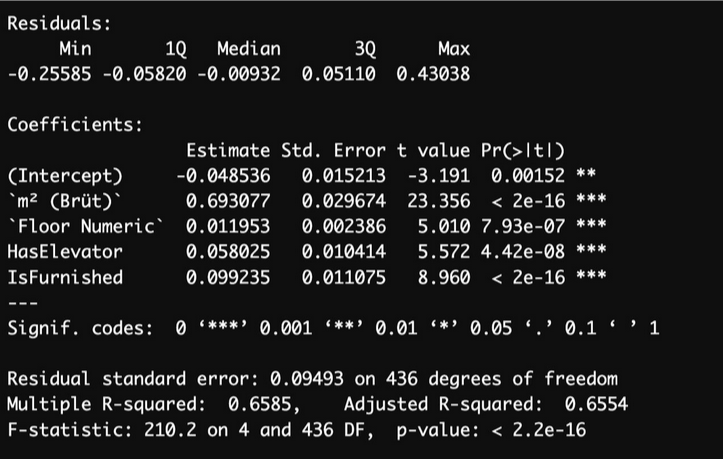 Residuals:
     Min       1Q   Median       3Q      Max
-0.25585 -0.05820 -0.00932  0.05110  0.43038
Coefficients:
                Estimate Std. Error t value Pr(>|t|)
(Intercept)    -0.048536   0.015213  -3.191  0.00152 **
`m² (Brüt)`     0.693077   0.029674  23.356  < 2e-16 ***
`Floor Numeric` 0.011953   0.002386   5.010 7.93e-07 ***
HasElevator     0.058025   0.010414   5.572 4.42e-08 ***
IsFurnished     0.099235   0.011075   8.960  < 2e-16 ***
---
Signif. codes:  0 ‘***’ 0.001 ‘**’ 0.01 ‘*’ 0.05 ‘.’ 0.1 ‘ ’ 1
Residual standard error: 0.09493 on 436 degrees of freedom
Multiple R-squared:  0.6585,    Adjusted R-squared:  0.6554
F-statistic: 210.2 on 4 and 436 DF,  p-value: < 2.2e-16